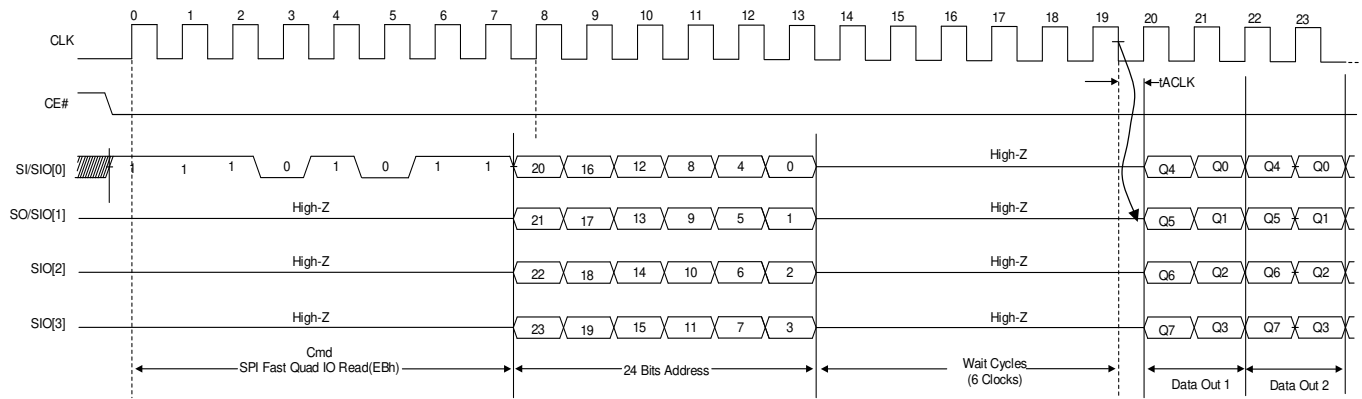 0 1 2 3 4 5 6 7 8 9 10 11 12 13 14 15 16 17 18 19 20 21 22 23
CLK
tACLK
CE#
SI/SIO[0] 1 1 1 0 1 0 1 1 20 16 12 8 4 0 High-Z Q4 Q0 Q4 Q0
SO/SIO[1] High-Z 21 17 13 9 5 1 High-Z Q5 Q1 Q5 Q1
SIO[2] High-Z 22 18 14 10 6 2 High-Z Q6 Q2 Q6 Q2
SIO[3] High-Z 23 19 15 11 7 3 High-Z Q7 Q3 Q7 Q3
Cmd
SPI Fast Quad IO Read(EBh)
24 Bits Address
Wait Cycles
(6 Clocks)
Data Out 1 Data Out 2